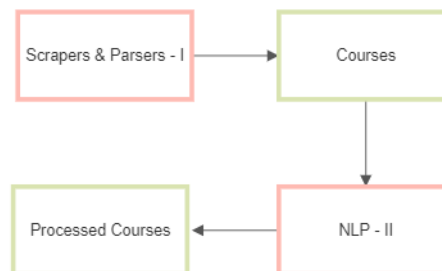 Scrapers & Parsers - I
Courses
Processed Courses
NLP - II